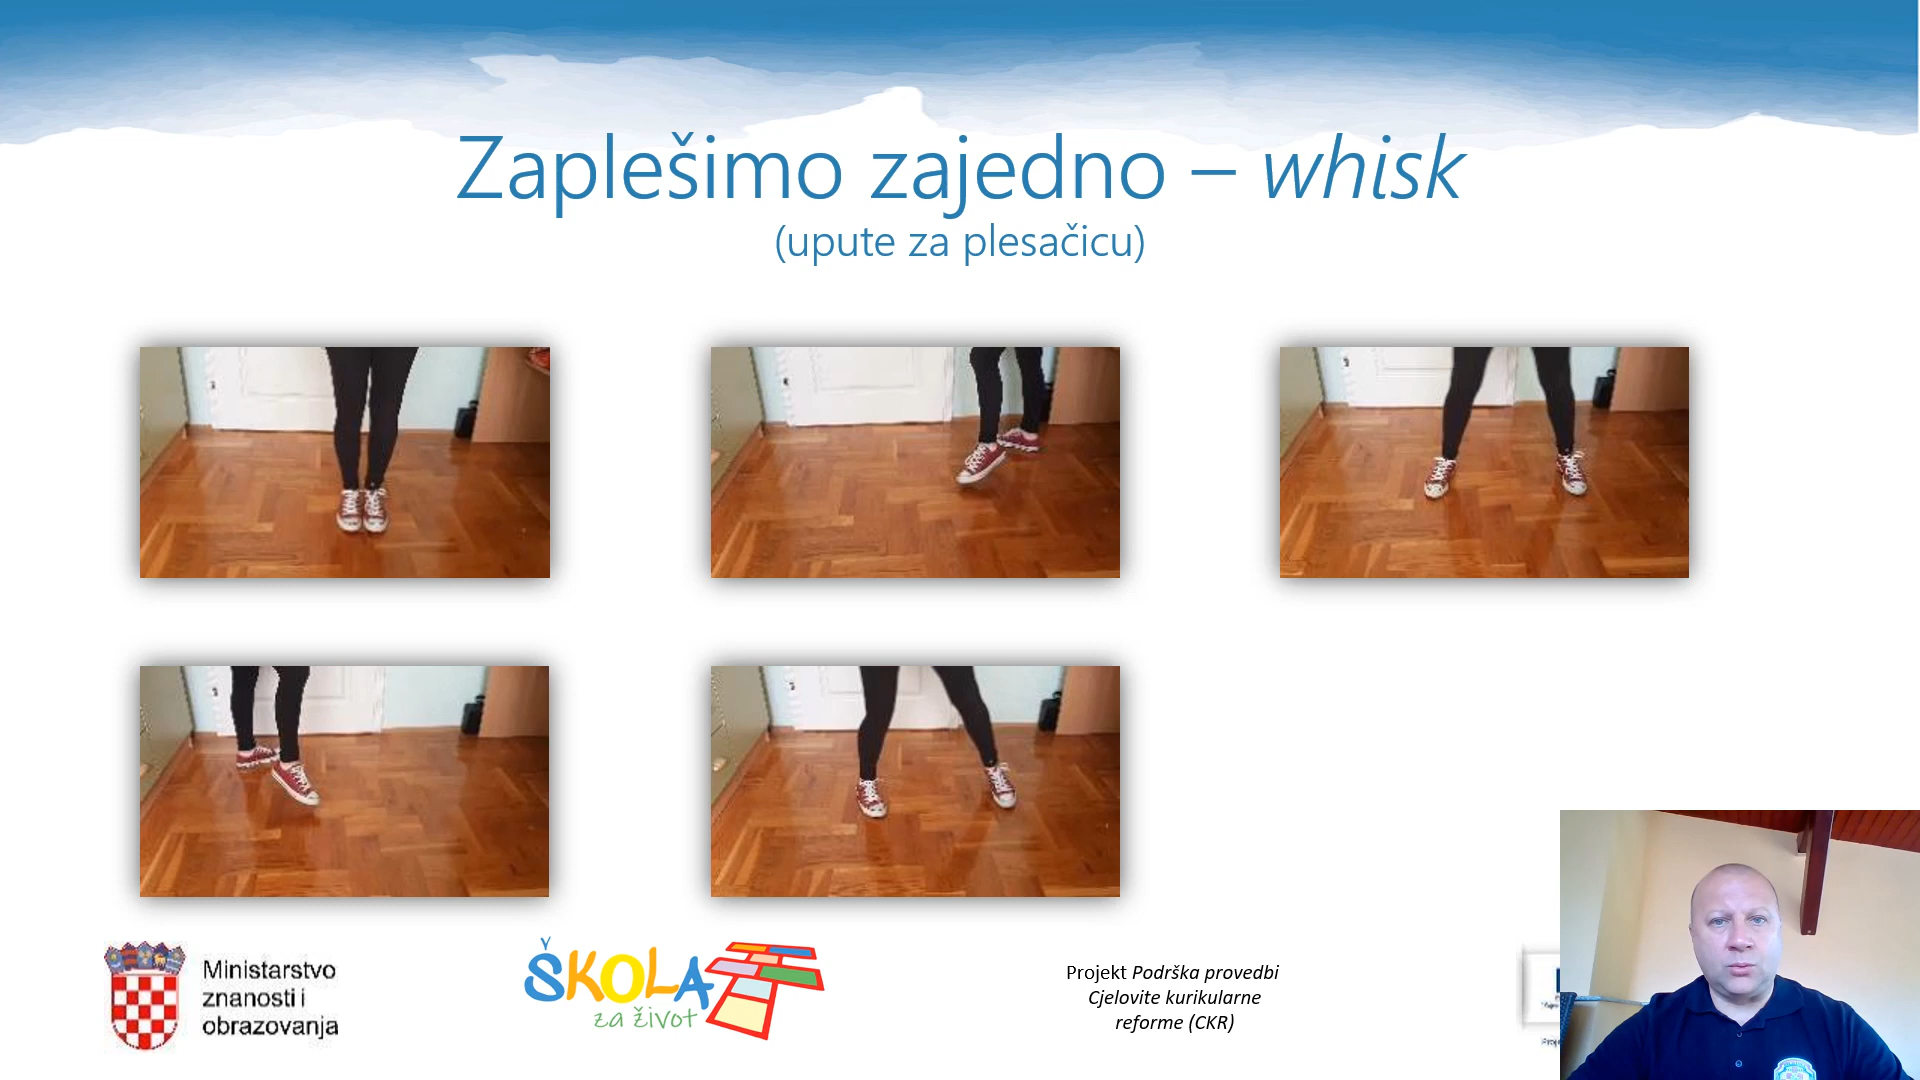 Zaplešimo zajedno – whisk
(upute za plesačicu)
Ministarstvo
znanosti i
obrazovanja
ŠKOLA
za život
Projekt Podrška provedbi
Cjelovite kurikularne
reforme (CKR)